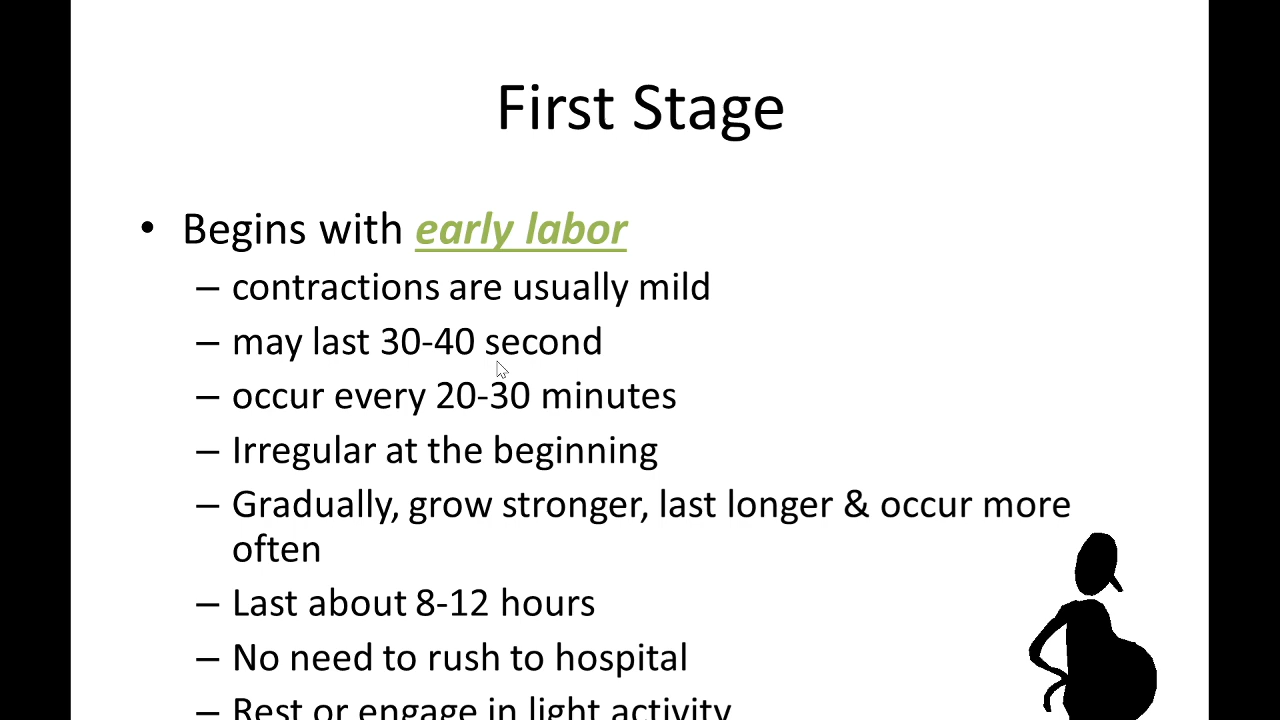 First Stage
• Begins with early labor
– contractions are usually mild
– may last 30-40 second
– occur every 20-30 minutes
– Irregular at the beginning
– Gradually, grow stronger, last longer & occur more
often
– Last about 8-12 hours
– No need to rush to hospital
– Rest or engage in light activity